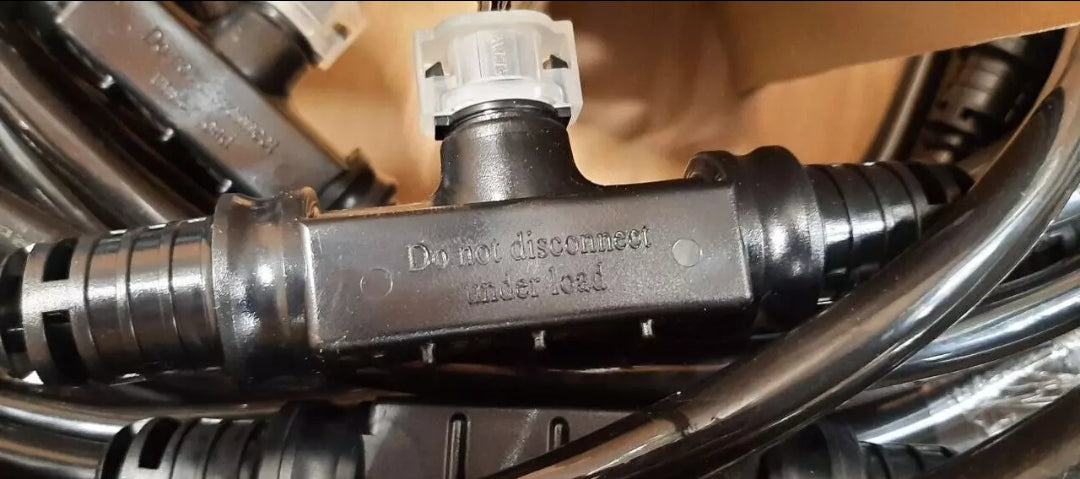 Do not disconnect
under load